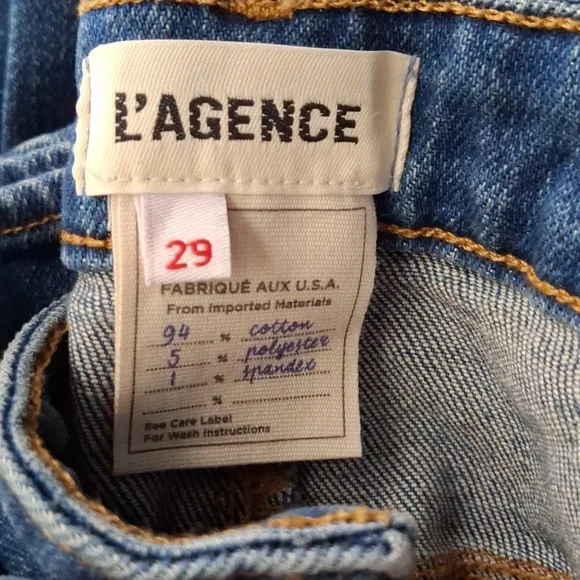 L'AGENCE
29
FABRIQUÉ AUX U.S.A.
From Imported Materials
94 % cotton
5 % polyester
1 % spandex
%
See Care Label
For Wash Instructions